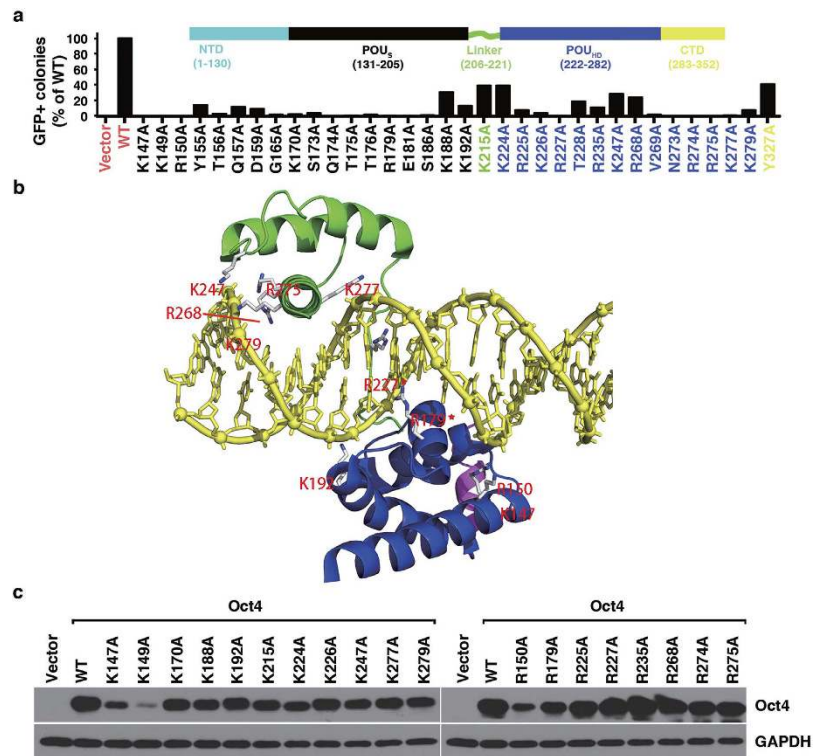 a
GFP+ colonies
(% of WT)
100
80
60
40
20
0
NTD
(1-130)
POUS
(131-205)
Linker
(206-221)
POUHD
(222-282)
CTD
(283-352)
Vector
WT
K147A
K149A
R150A
Y155A
T156A
Q157A
D159A
G165A
K170A
S173A
Q174A
T175A
T176A
R179A
E181A
S186A
K188A
K192A
K215A
K224A
R225A
K226A
R227A
T228A
R235A
K247A
R268A
V269A
N273A
R274A
R275A
K277A
K279A
Y327A
b
K247
R275
K277
R268
K279
R227*
R179*
K192
R150
K147
c
Oct4
Oct4
Vector
WT
K147A
K149A
K170A
K188A
K192A
K215A
K224A
K226A
K247A
K277A
K279A
Vector
WT
R150A
R179A
R225A
R227A
R235A
R268A
R274A
R275A
Oct4
GAPDH